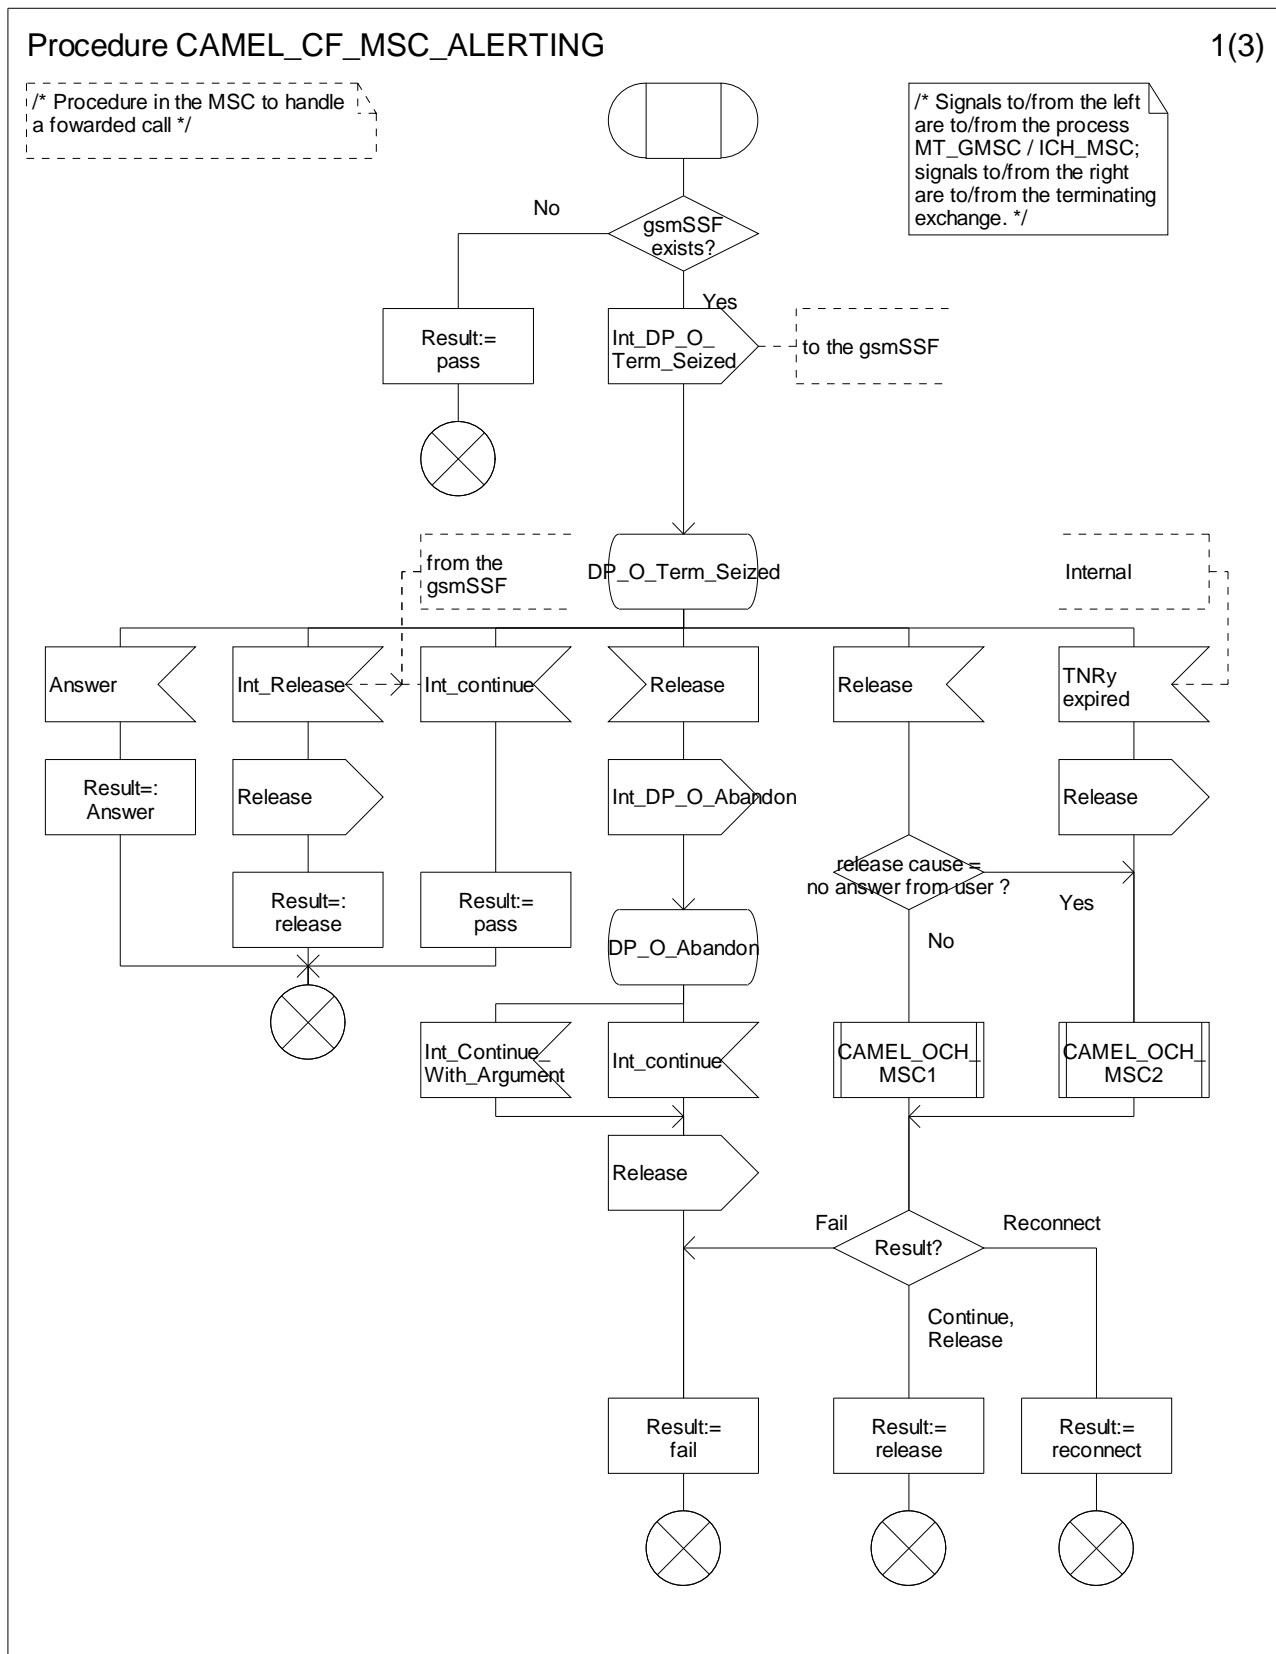 Procedure CAMEL_CF_MSC_ALERTING
1(3)
/* Procedure in the MSC to handle
a fowarded call */
/* Signals to/from the left
are to/from the process
MT_GMSC / ICH_MSC;
signals to/from the right
are to/from the terminating
exchange. */
No
gsmSSF
exists?
Yes
Result:=
pass
Int_DP_O_
Term_Seized
to the gsmSSF
from the
gsmSSF
DP_O_Term_Seized
Internal
Answer
Int_Release
Int_continue
Release
Release
TNRy
expired
Result=:
Answer
Release
Int_DP_O_Abandon
Release
release cause =
no answer from user ?
Yes
Result=:
release
Result:=
pass
No
DP_O_Abandon
Int_Continue_
With_Argument
Int_continue
CAMEL_OCH_
MSC1
CAMEL_OCH_
MSC2
Release
Fail
Reconnect
Result?
Continue,
Release
Result:=
fail
Result:=
release
Result:=
reconnect